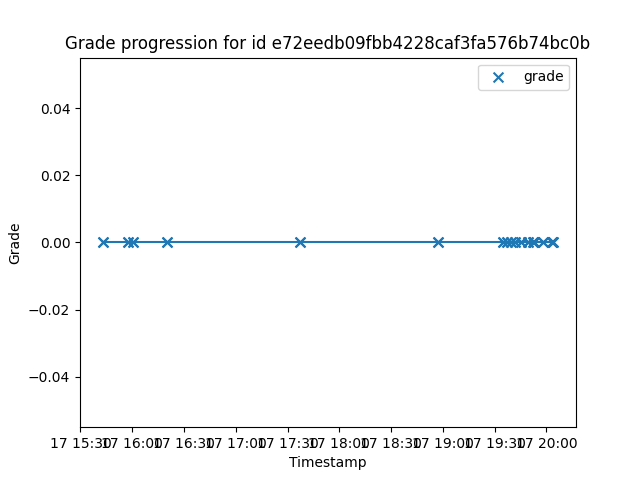 Grade progression for id e72eedb09fbb4228caf3fa576b74bc0b
grade
0.04
0.02
0.00
−0.02
−0.04
Grade
17 15:30 17 16:00 17 16:30 17 17:00 17 17:30 17 18:00 17 18:30 17 19:00 17 19:30 17 20:00
Timestamp